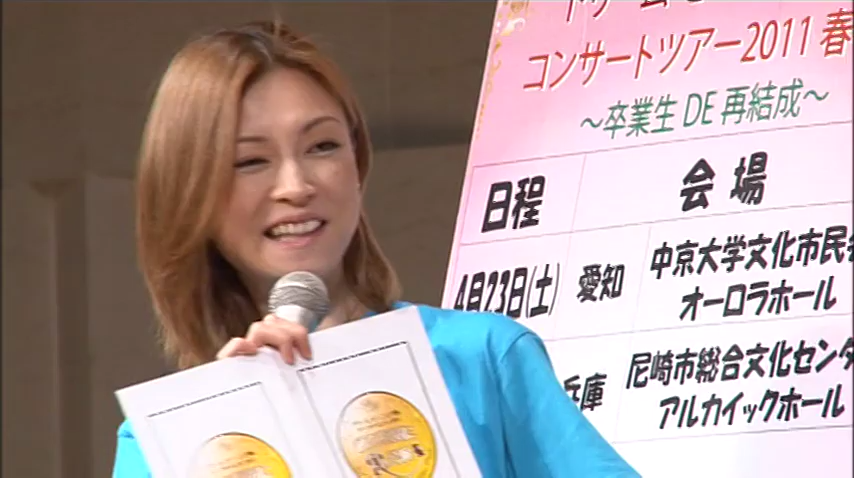 コンサートツアー2011 春
〜卒業生 DE 再結成〜
日程
会 場
4月23日(土)
愛知
中京大学文化市民会
オーロラホール
兵庫
尼崎市総合文化センタ
アルカイックホール